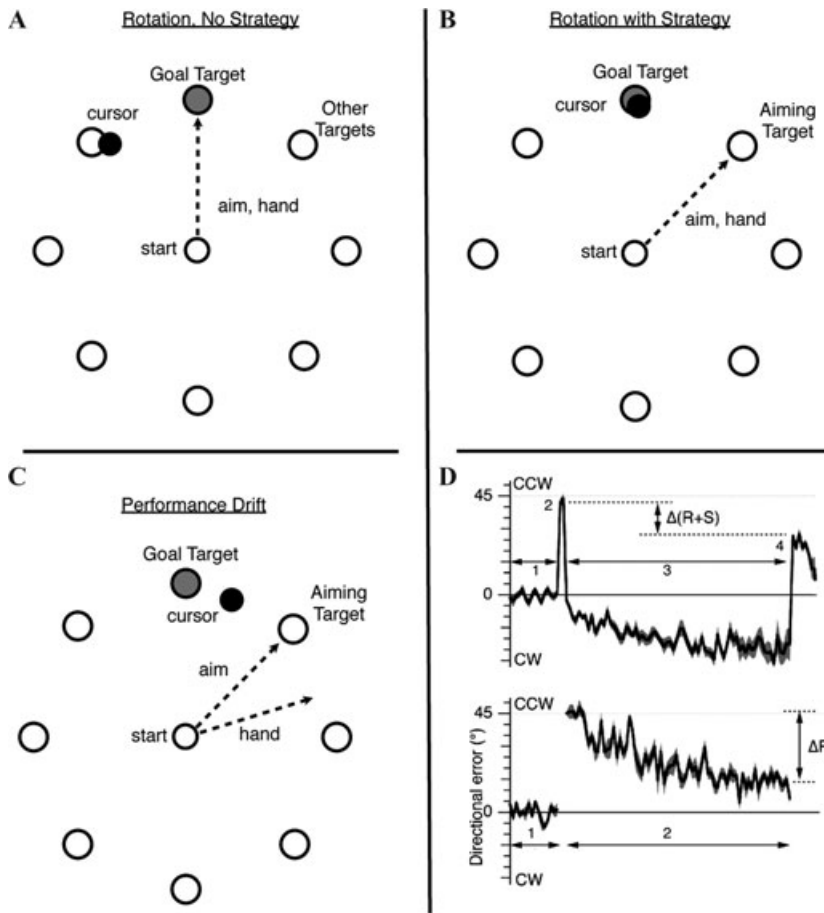 A
Rotation, No Strategy
Goal Target
cursor
Other
Targets
aim, hand
start
B
Rotation with Strategy
Goal Target
cursor
Aiming
Target
aim, hand
start
C
Performance Drift
Goal Target
cursor
Aiming
Target
aim
start
hand
D
CCW
45
2
Δ(R+S)
4
1
3
0
CW
CCW
45
ΔR
Directional error (°)
0
1
2
CW